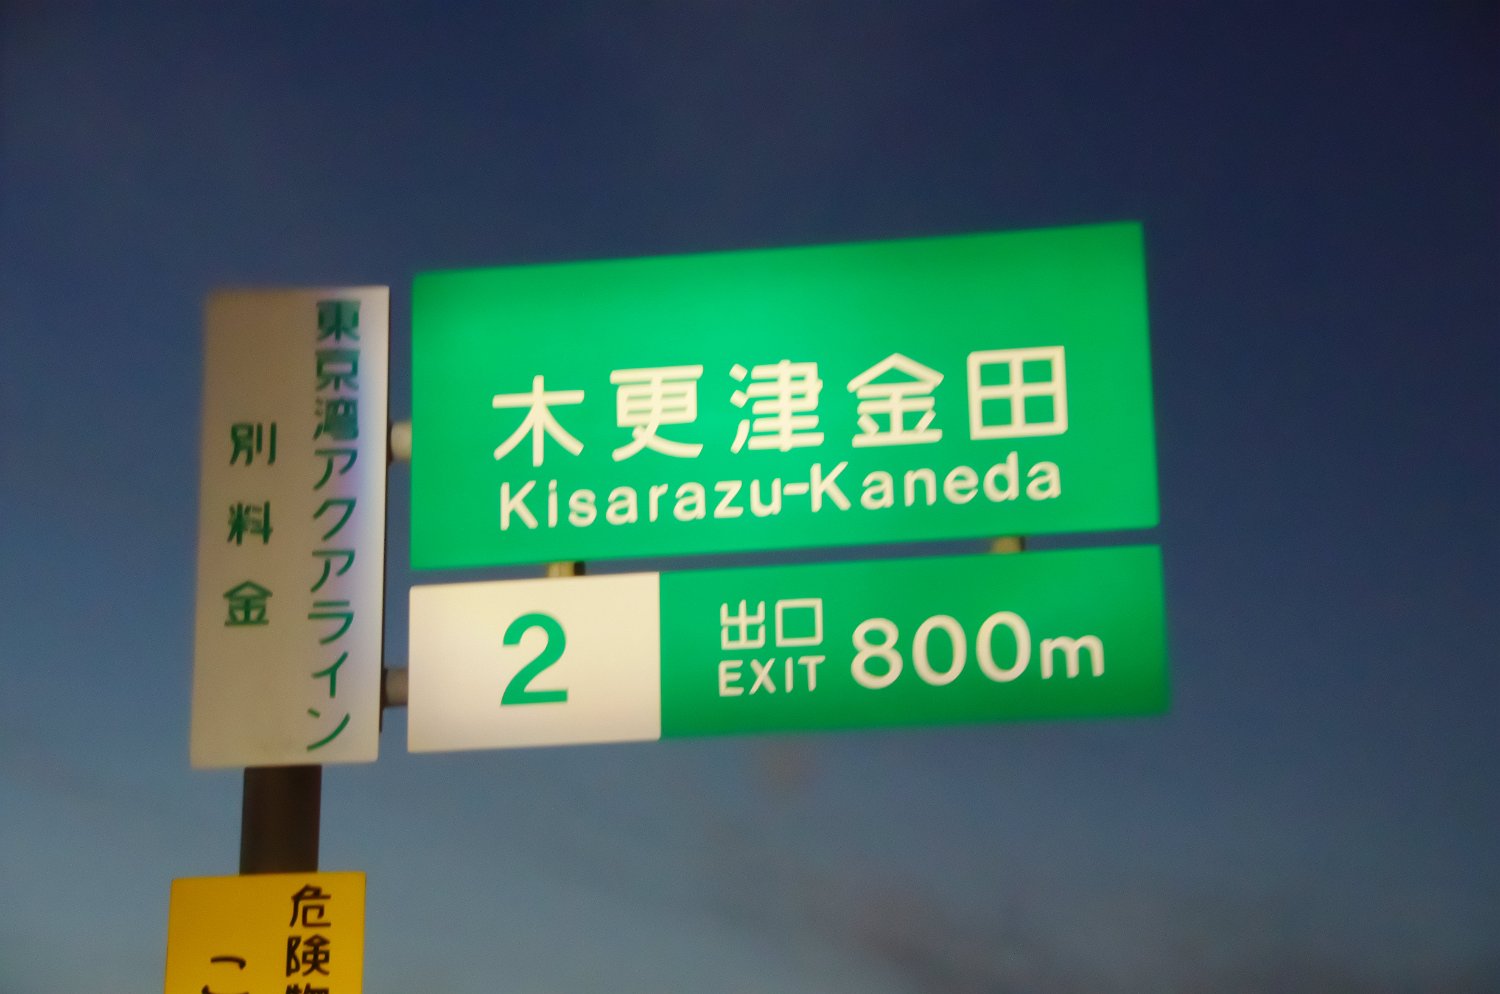 東京湾アクアライン
別料金
木更津金田
Kisarazu-Kaneda
2
出口
EXIT
800m
危険